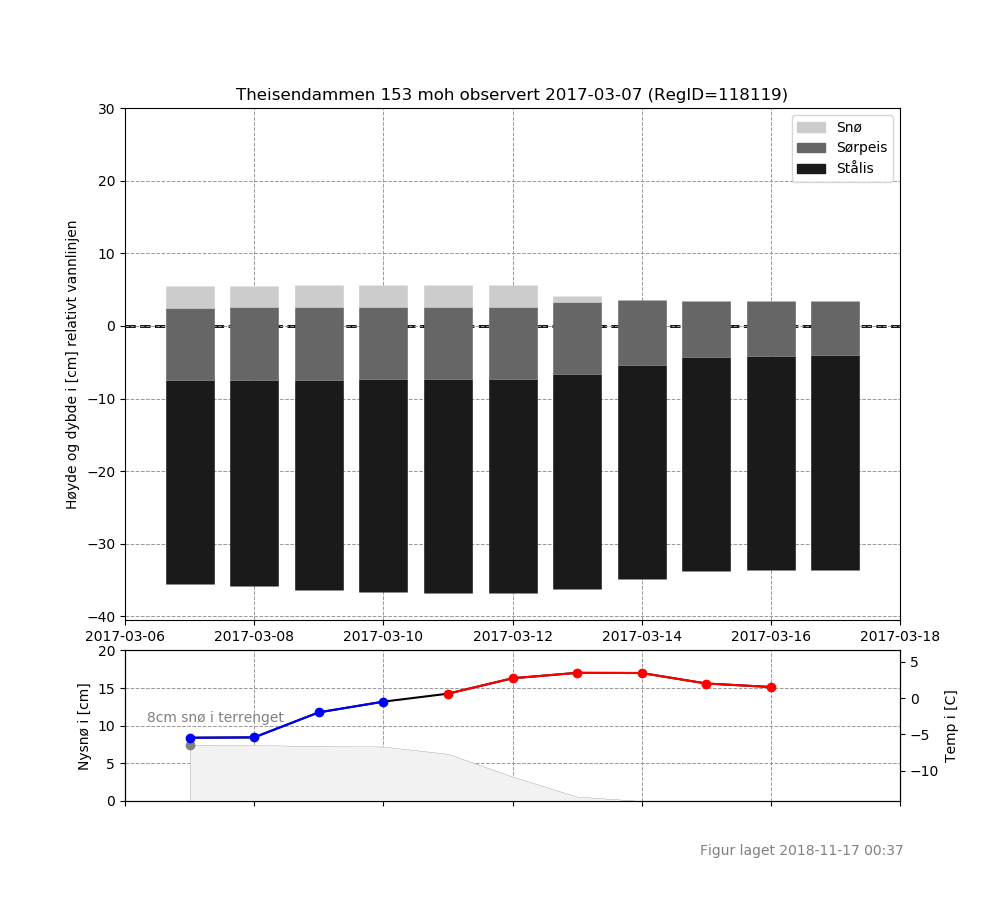 Theisendammen 153 moh observert 2017-03-07 (RegID=118119)
30
20
10
0
−10
−20
−30
−40
Høyde og dybde i [cm] relativt vannlinjen
Snø
Sørpeis
Stålis
2017-03-06 2017-03-08 2017-03-10 2017-03-12 2017-03-14 2017-03-16 2017-03-18
20
15
10
5
0
Nysnø i [cm]
8cm snø i terrenget
5
0
−5
−10
Temp i [C]
Figur laget 2018-11-17 00:37